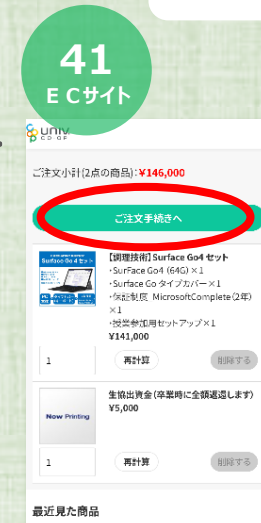 41
ECサイト
univ
CO-OP
ご注文小計(2点の商品):¥146,000
ご注文手続きへ
【調理技術】Surface Go4 セット
・SurFace Go4 (64G)×1
・Surface Go タイプカバー×1
・保証制度 MicrosoftComplete(2年)
×1
・授業参加用セットアップ×1
¥141,000
Surface Go 4 セット
1
再計算
削除する
生協出資金(卒業時に全額返還します)
¥5,000
Now Printing
1
再計算
削除する
最近見た商品